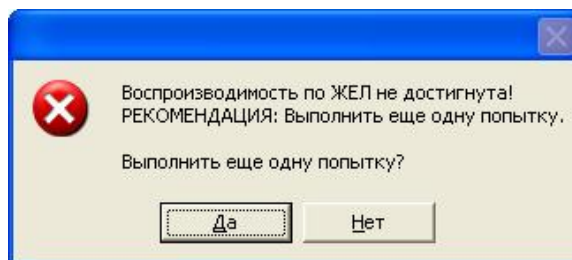 Воспроизводимость по ЖЕЛ не достигнута!
РЕКОМЕНДАЦИЯ: Выполнить еще одну попытку.
Выполнить еще одну попытку?
Да
Нет